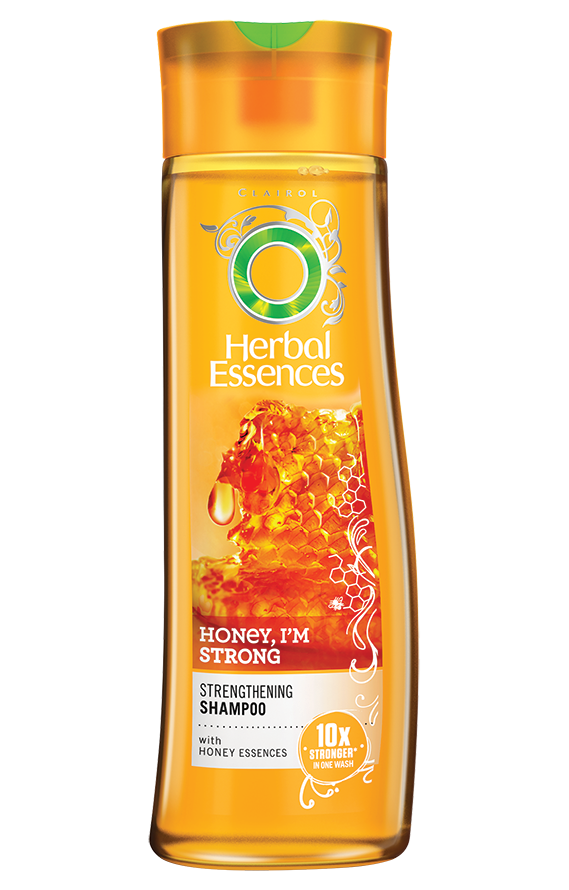 CLAIROL
Herbal
Essences
HONEY, I'M
STRONG
STRENGTHENING
SHAMPOO
with
HONEY ESSENCES
10x
STRONGER*
IN ONE WASH